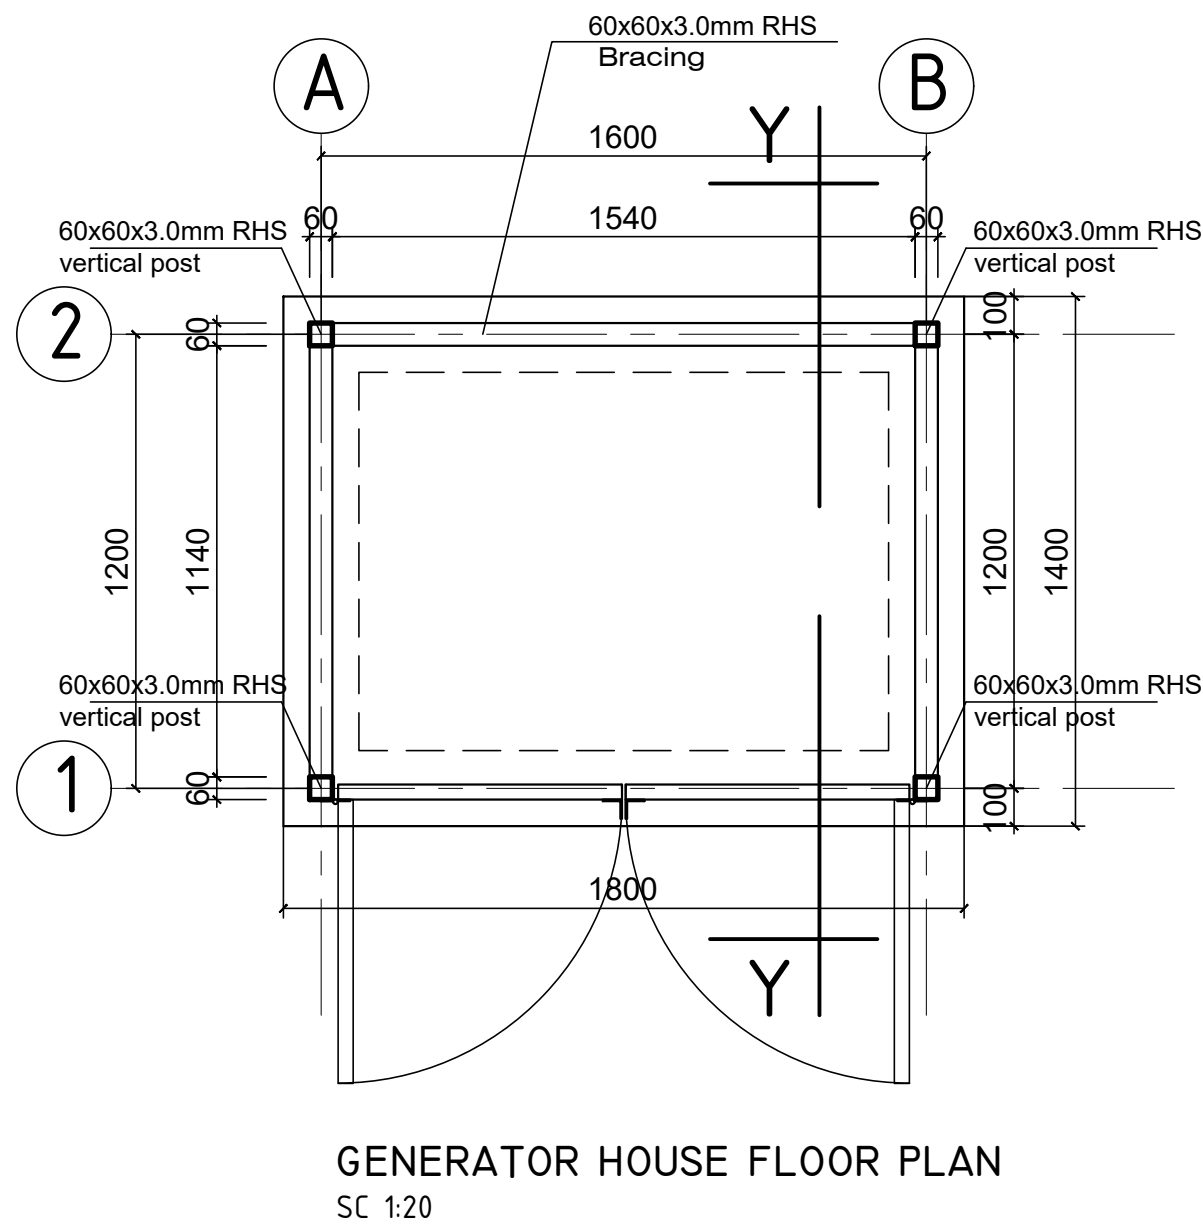 60x60x3.0mm RHS
Bracing
A
B
Y
1600
60
1540
60
60x60x3.0mm RHS
vertical post
60x60x3.0mm RHS
vertical post
2
60
100
1200
1140
1200
1400
60x60x3.0mm RHS
vertical post
60x60x3.0mm RHS
vertical post
1
60
100
1800
Y
GENERATOR HOUSE FLOOR PLAN
SC 1:20